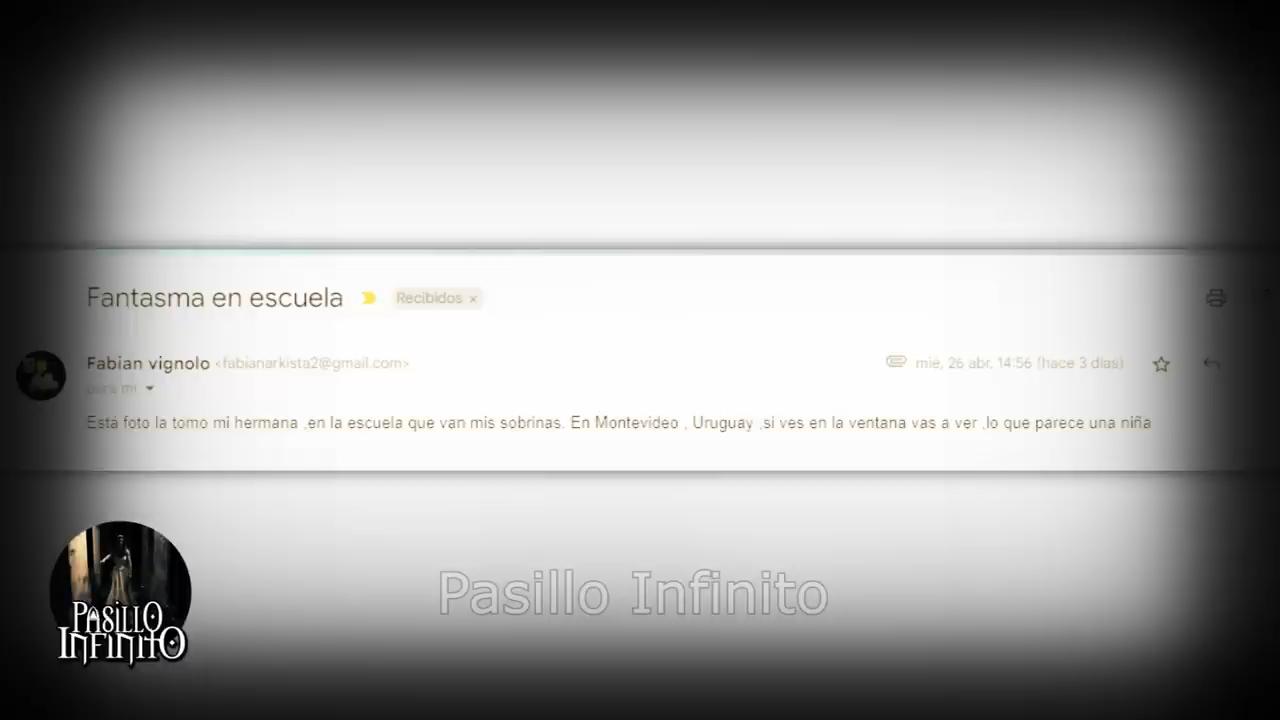 Fantasma en escuela Recibidos ×
Fabian vignolo <fabianarkista2@gmail.com> mié, 26 abr, 14:56 (hace 3 días)
para mí
Está foto la tomo mi hermana ,en la escuela que van mis sobrinas. En Montevideo , Uruguay ,si ves en la ventana vas a ver ,lo que parece una niña
Pasillo Infinito
PASILLO
INFINITO